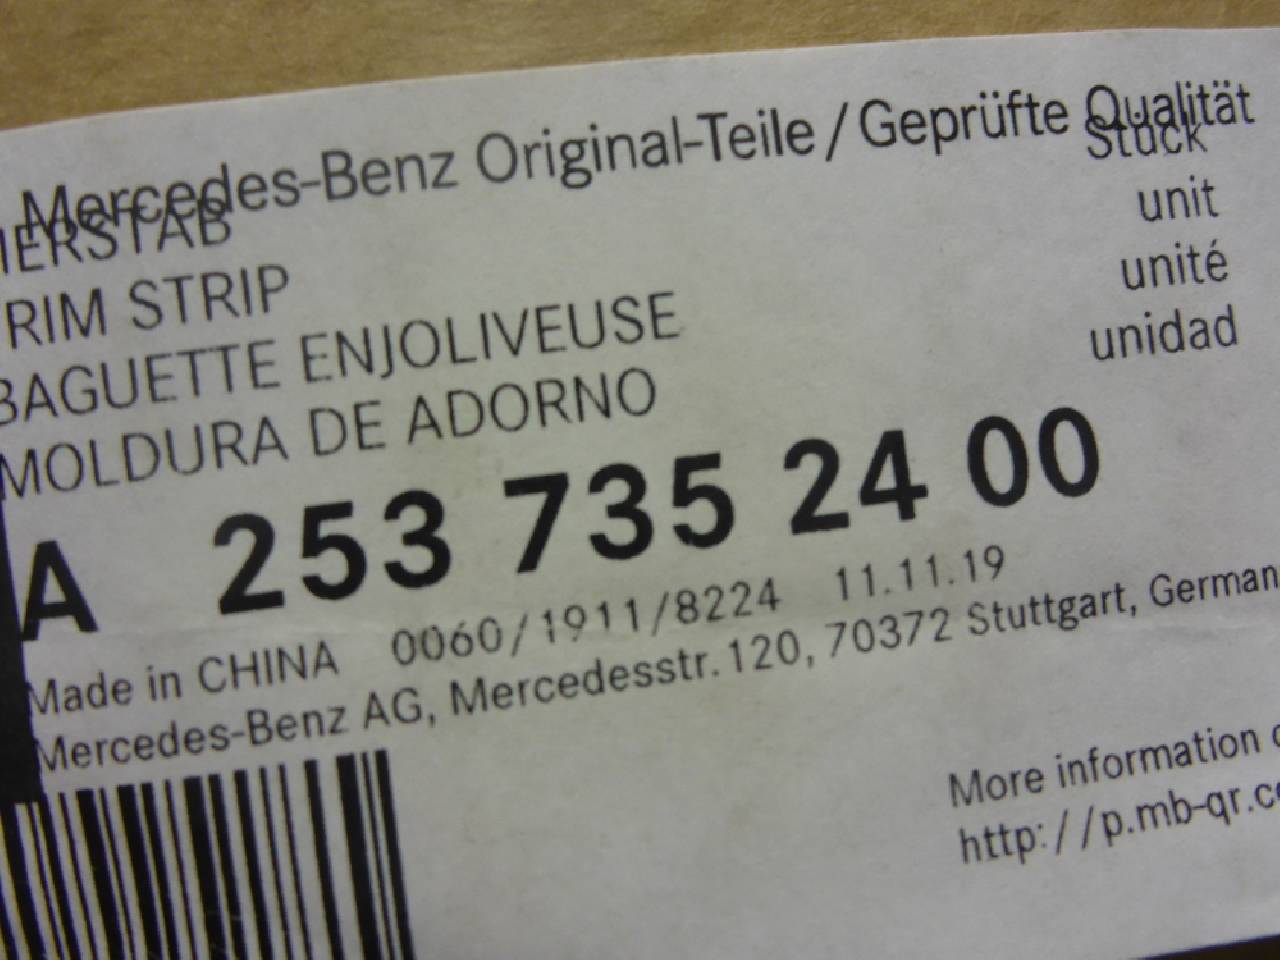 Mercedes-Benz Original-Teile / Geprüfte Qualität
IERSTAB Stück
RIM STRIP unit
BAGUETTE ENJOLIVEUSE unité
MOLDURA DE ADORNO unidad
A 253 735 24 00
Made in CHINA 0060/1911/8224 11.11.19
Mercedes-Benz AG, Mercedesstr. 120, 70372 Stuttgart, German
More information
http://p.mb-qr.co